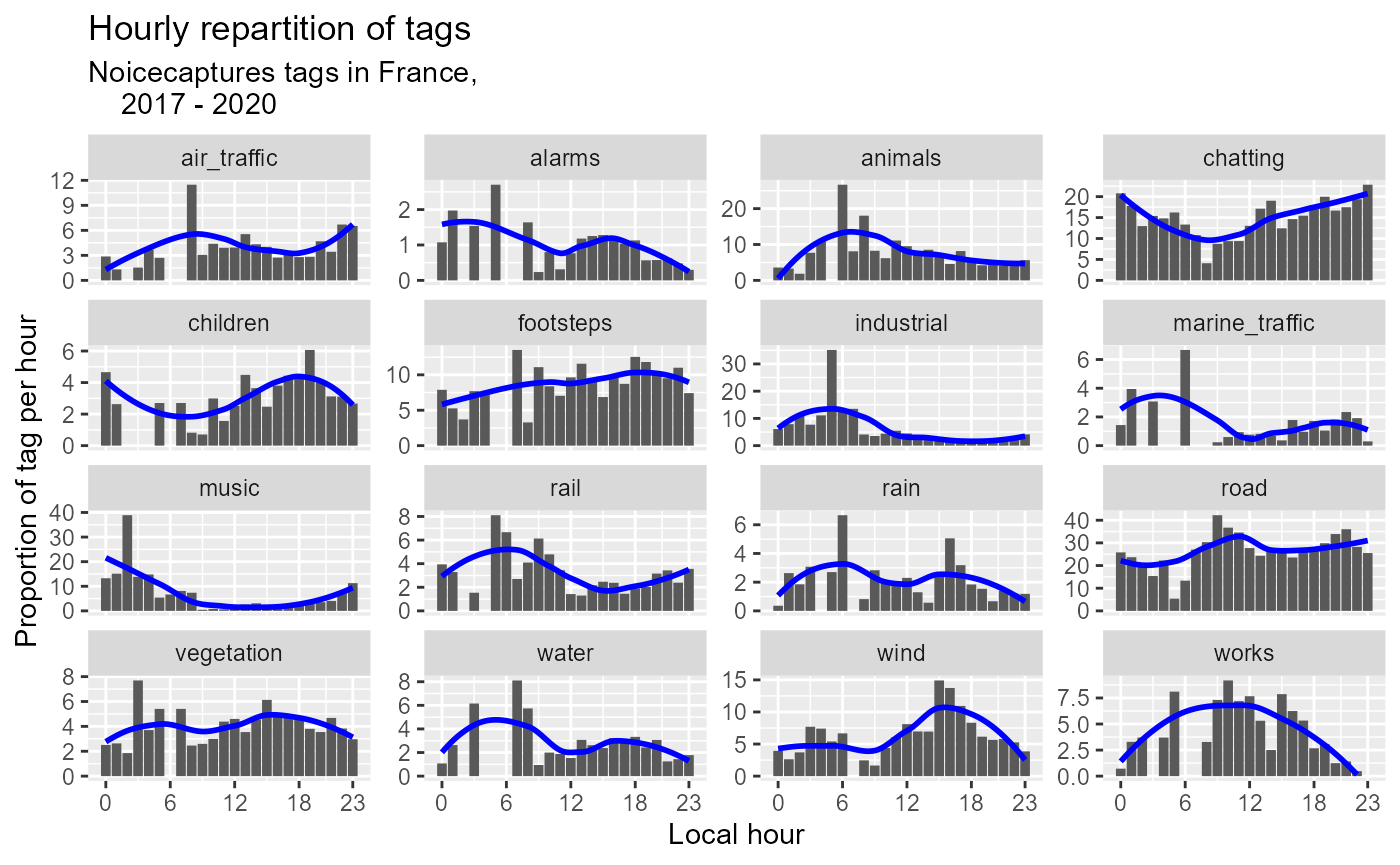 Hourly repartition of tags
Noicecaptures tags in France,
2017 - 2020
Proportion of tag per hour
air_traffic
12
9
6
3
0
alarms
2
1
0
animals
20
10
0
chatting
20
15
10
5
0
children
6
4
2
0
footsteps
10
5
0
industrial
30
20
10
0
marine_traffic
6
4
2
0
music
40
30
20
10
0
rail
8
6
4
2
0
rain
6
4
2
0
road
40
30
20
10
0
vegetation
8
6
4
2
0
0 6 12 18 23
water
8
6
4
2
0
0 6 12 18 23
wind
15
10
5
0
0 6 12 18 23
works
7.5
5.0
2.5
0.0
0 6 12 18 23
Local hour